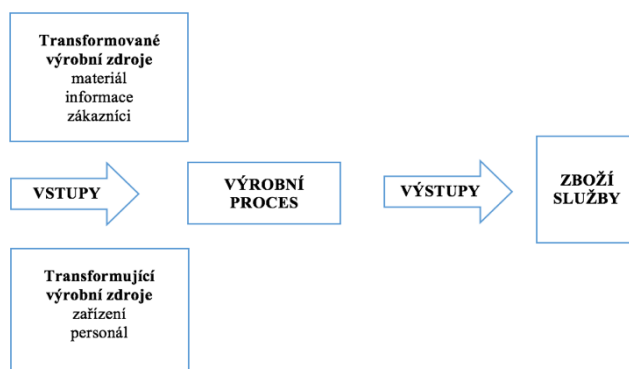 Transformované
výrobní zdroje
materiál
informace
zákazníci
VSTUPY
VÝROBNÍ
PROCES
VÝSTUPY
ZBOŽÍ
SLUŽBY
Transformující
výrobní zdroje
zařízení
personál